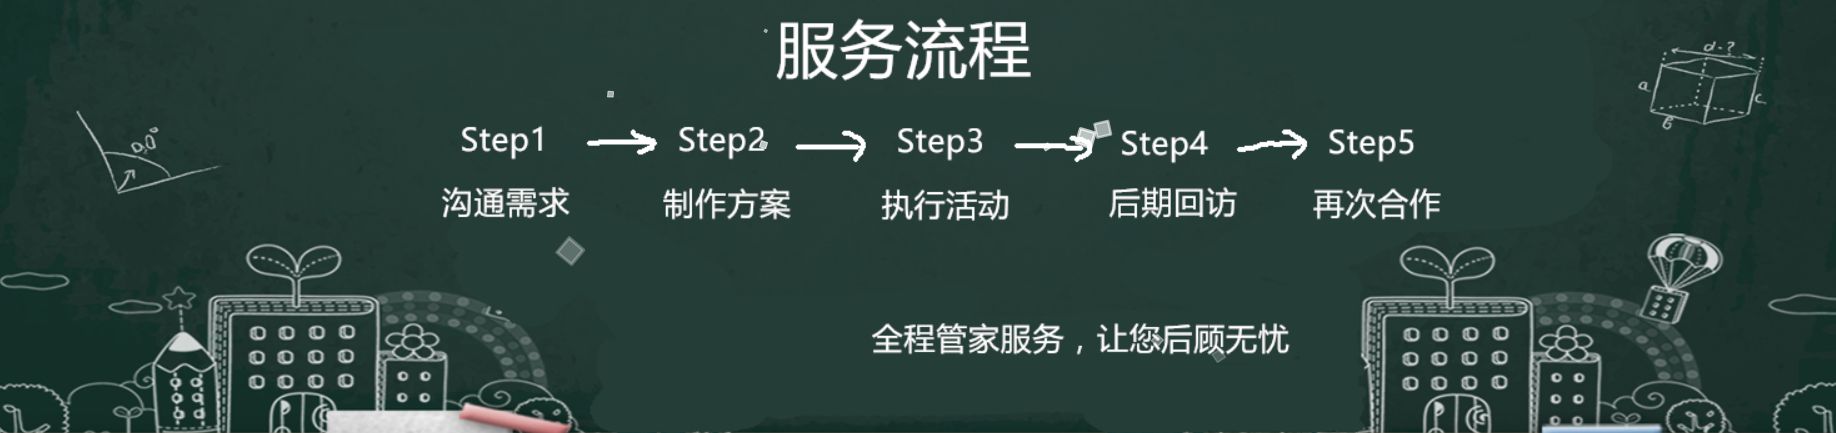 服务流程
Step1 Step2 Step3 Step4 Step5
沟通需求 制作方案 执行活动 后期回访 再次合作
全程管家服务，让您后顾无忧
d-?
a
b
c